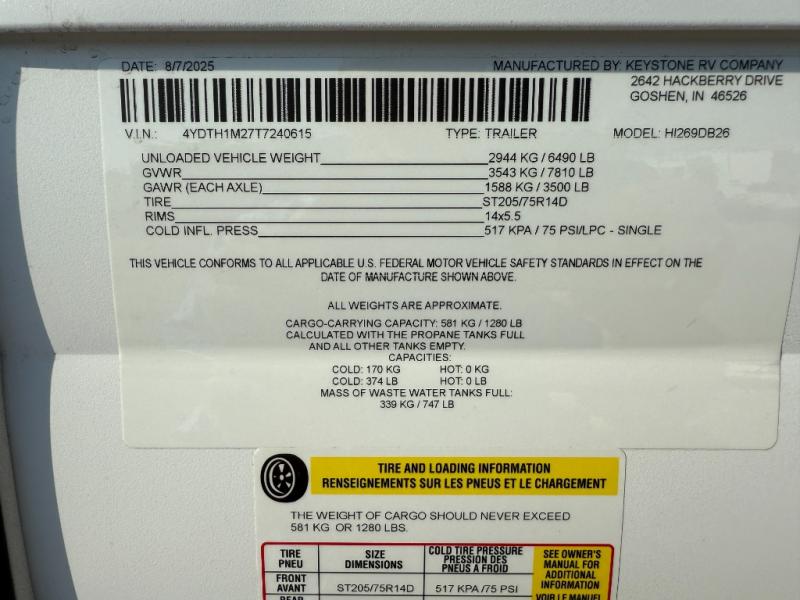 DATE: 8/7/2025 MANUFACTURED BY: KEYSTONE RV COMPANY
2642 HACKBERRY DRIVE
GOSHEN, IN 46526
V.I.N.: 4YDTH1M27T7240615 TYPE: TRAILER MODEL: HI269DB26
UNLOADED VEHICLE WEIGHT 2944 KG / 6490 LB
GVWR 3543 KG / 7810 LB
GAWR (EACH AXLE) 1588 KG / 3500 LB
TIRE ST205/75R14D
RIMS 14x5.5
COLD INFL. PRESS 517 KPA / 75 PSI/LPC - SINGLE
THIS VEHICLE CONFORMS TO ALL APPLICABLE U.S. FEDERAL MOTOR VEHICLE SAFETY STANDARDS IN EFFECT ON THE
DATE OF MANUFACTURE SHOWN ABOVE.
ALL WEIGHTS ARE APPROXIMATE.
CARGO-CARRYING CAPACITY: 581 KG / 1280 LB
CALCULATED WITH THE PROPANE TANKS FULL
AND ALL OTHER TANKS EMPTY.
CAPACITIES:
COLD: 170 KG HOT: 0 KG
COLD: 374 LB HOT: 0 LB
MASS OF WASTE WATER TANKS FULL:
339 KG / 747 LB
TIRE AND LOADING INFORMATION
RENSEIGNEMENTS SUR LES PNEUS ET LE CHARGEMENT
THE WEIGHT OF CARGO SHOULD NEVER EXCEED
581 KG OR 1280 LBS.
TIRE
PNEU
SIZE
DIMENSIONS
COLD TIRE PRESSURE
PRESSION DES
PNEUS A FROID
SEE OWNER'S
MANUAL FOR
ADDITIONAL
INFORMATION
VOIR LE MANUEL
FRONT
AVANT
ST205/75R14D
517 KPA /75 PSI
REAR